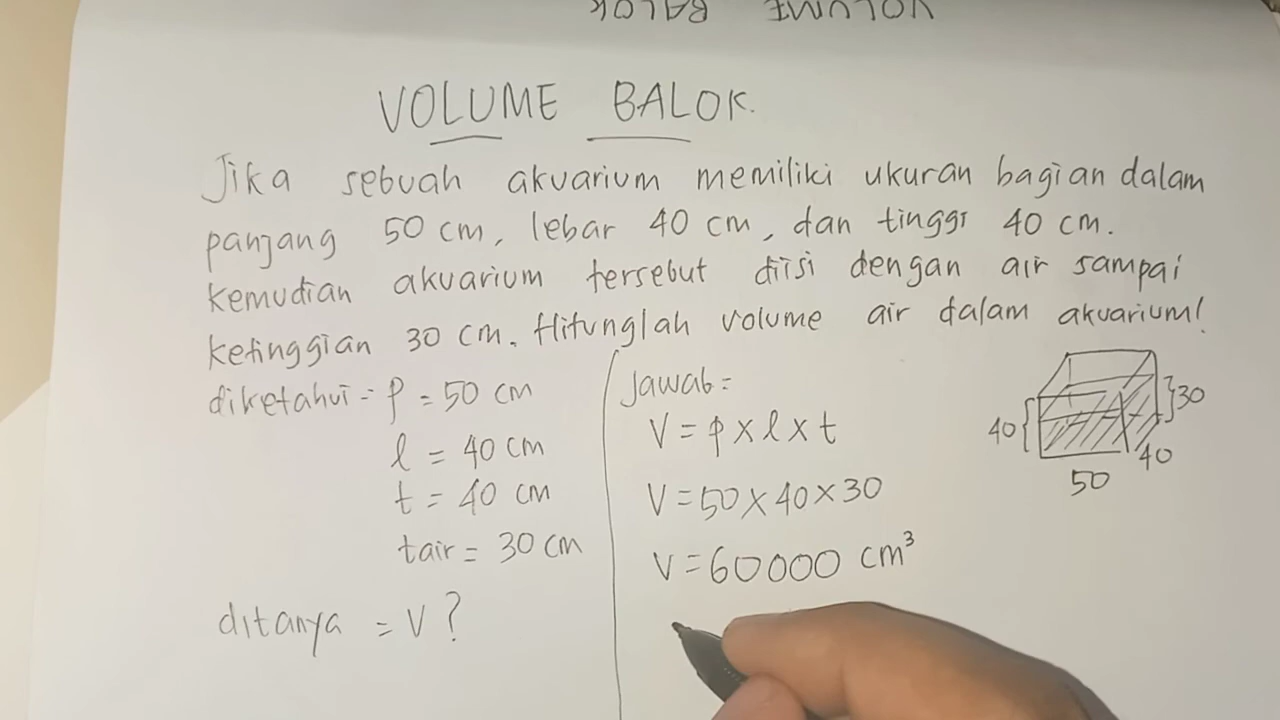 VOLUME BALOK
VOLUME BALOK.
Jika sebuah akuarium memiliki ukuran bagian dalam
panjang 50 cm, lebar 40 cm, dan tinggi 40 cm.
kemudian akuarium tersebut diisi dengan air sampai
ketinggian 30 cm. Hitunglah volume air dalam akuarium!
diketahui = p = 50 cm
l = 40 cm
t = 40 cm
tair = 30 cm
ditanya = V ?
Jawab =
V = p x l x t
V = 50 x 40 x 30
V = 60000 cm³
40
30
40
50